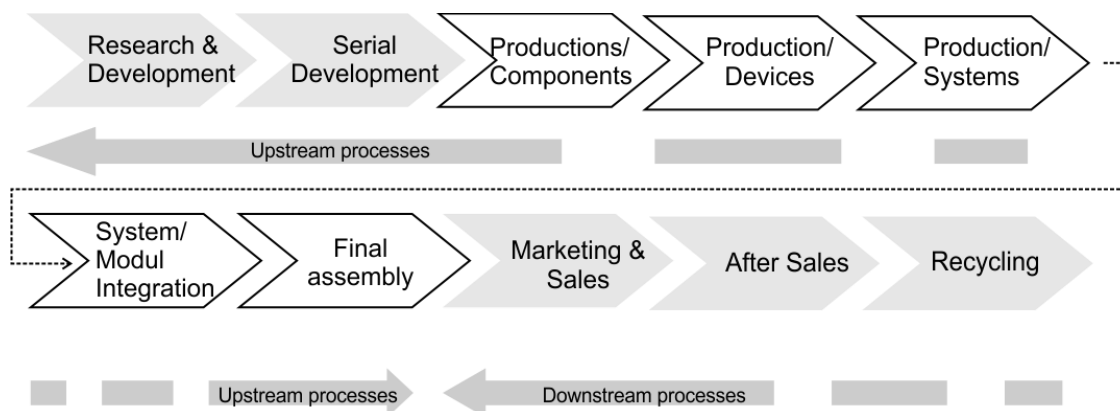 Research &
Development
Serial
Development
Productions/
Components
Production/
Devices
Production/
Systems
Upstream processes
System/
Modul
Integration
Final
assembly
Marketing &
Sales
After Sales
Recycling
Upstream processes
Downstream processes